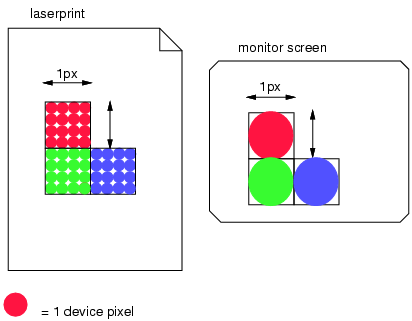 laserprint
monitor screen
1px
1px
= 1 device pixel